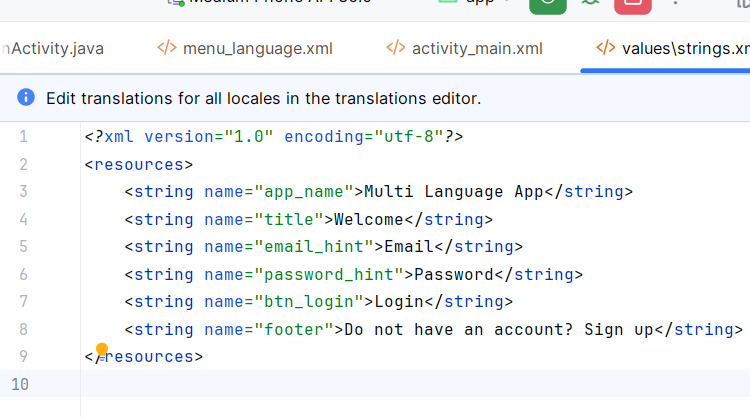 app
nActivity.java
menu_language.xml
activity_main.xml
values\strings.xm
Edit translations for all locales in the translations editor.
1 <?xml version="1.0" encoding="utf-8"?>
2 <resources>
3 <string name="app_name">Multi Language App</string>
4 <string name="title">Welcome</string>
5 <string name="email_hint">Email</string>
6 <string name="password_hint">Password</string>
7 <string name="btn_login">Login</string>
8 <string name="footer">Do not have an account? Sign up</string>
9 </resources>
10